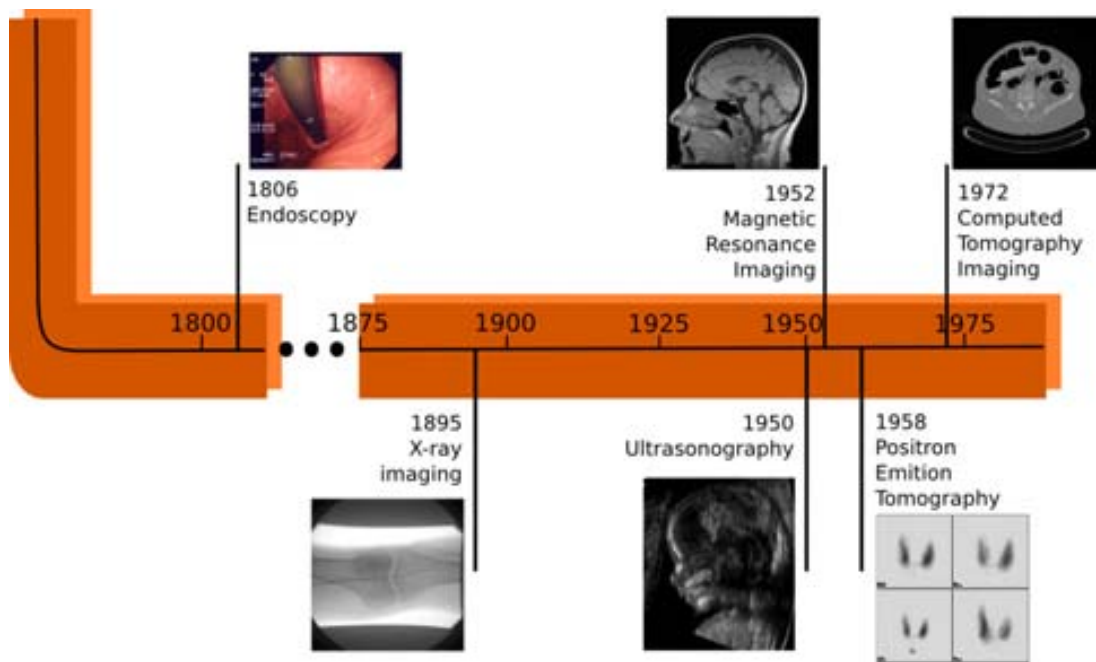 1806
Endoscopy
1952
Magnetic
Resonance
Imaging
1972
Computed
Tomography
Imaging
1800
1875
1900
1925
1950
1975
1895
X-ray
imaging
1950
Ultrasonography
1958
Positron
Emition
Tomography